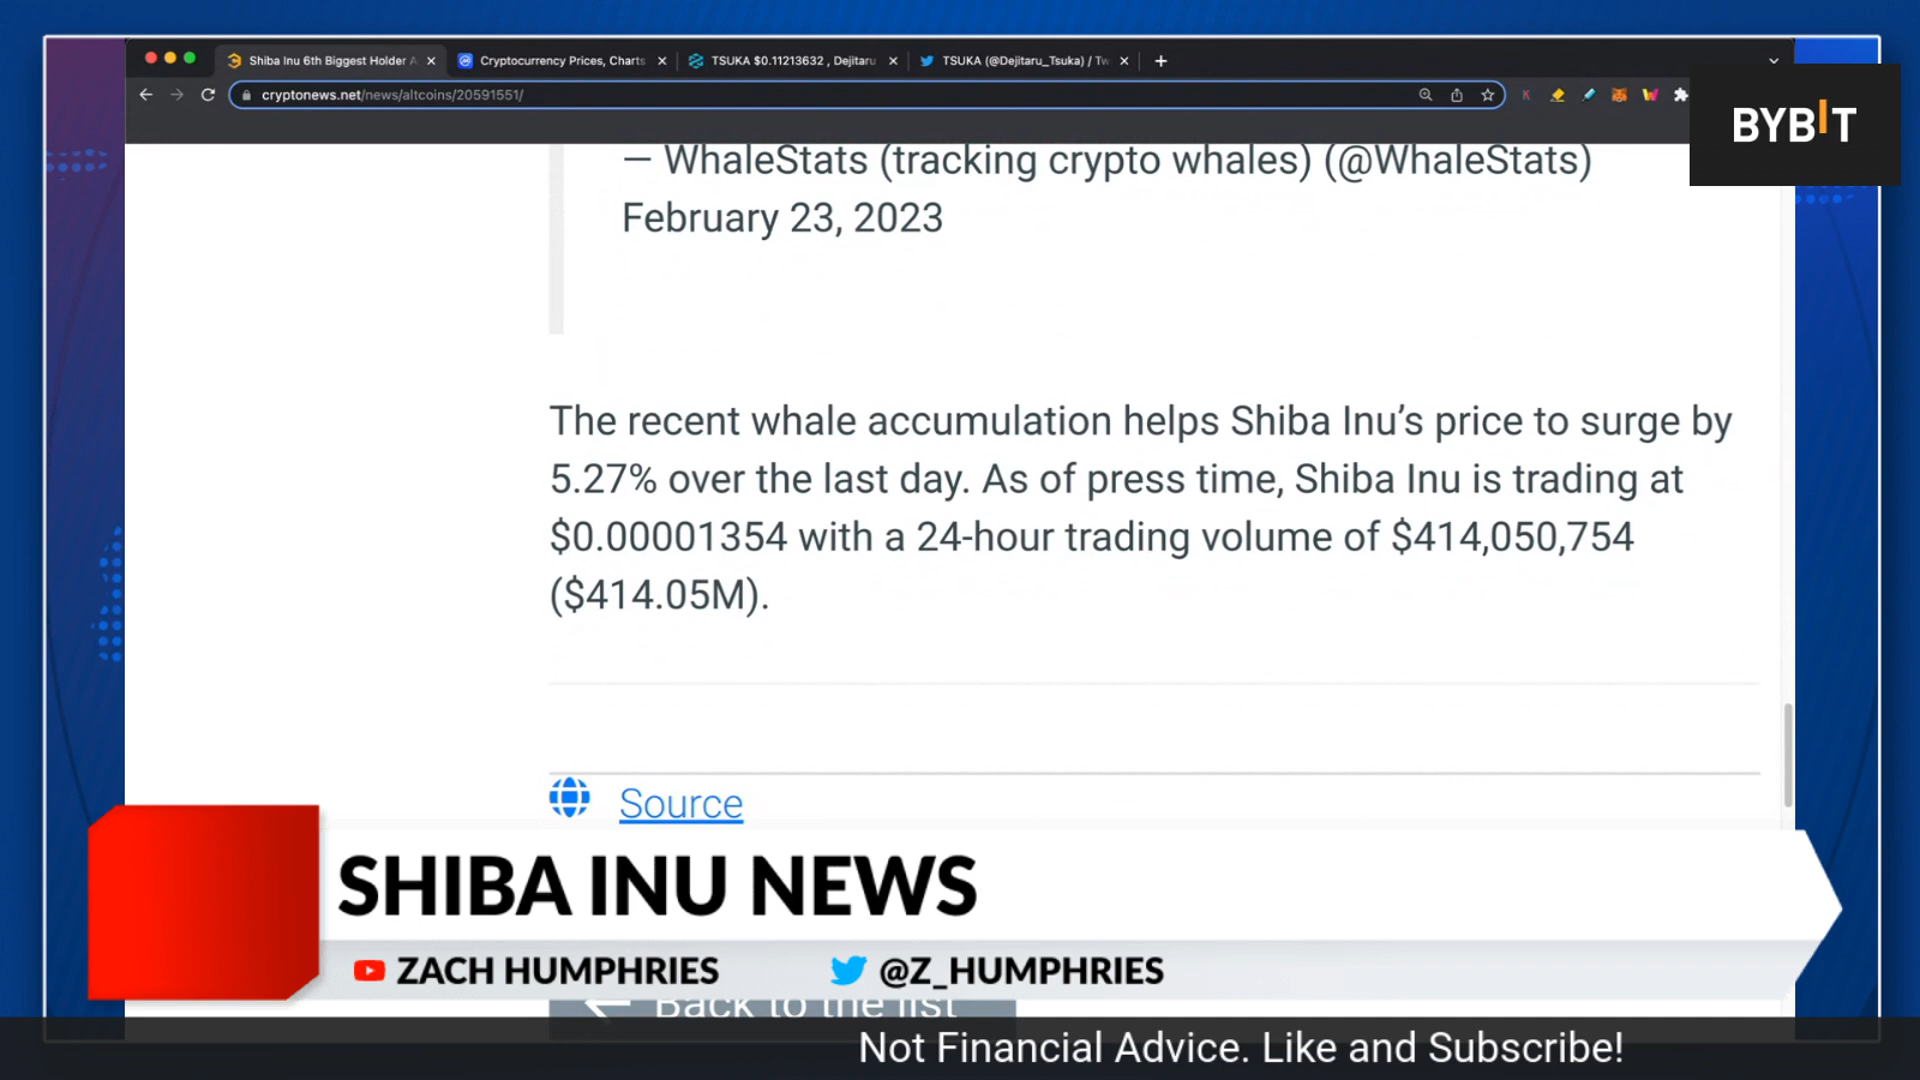 Shiba Inu 6th Biggest Holder A
Cryptocurrency Prices, Charts
TSUKA $0.11213632 , Dejitaru
TSUKA (@Dejitaru_Tsuka) / Tw
cryptonews.net/news/altcoins/20591551/
BYBIT
— WhaleStats (tracking crypto whales) (@WhaleStats)
February 23, 2023
The recent whale accumulation helps Shiba Inu’s price to surge by
5.27% over the last day. As of press time, Shiba Inu is trading at
$0.00001354 with a 24-hour trading volume of $414,050,754
($414.05M).
Source
SHIBA INU NEWS
ZACH HUMPHRIES
@Z_HUMPHRIES
Back to the list
Not Financial Advice. Like and Subscribe!